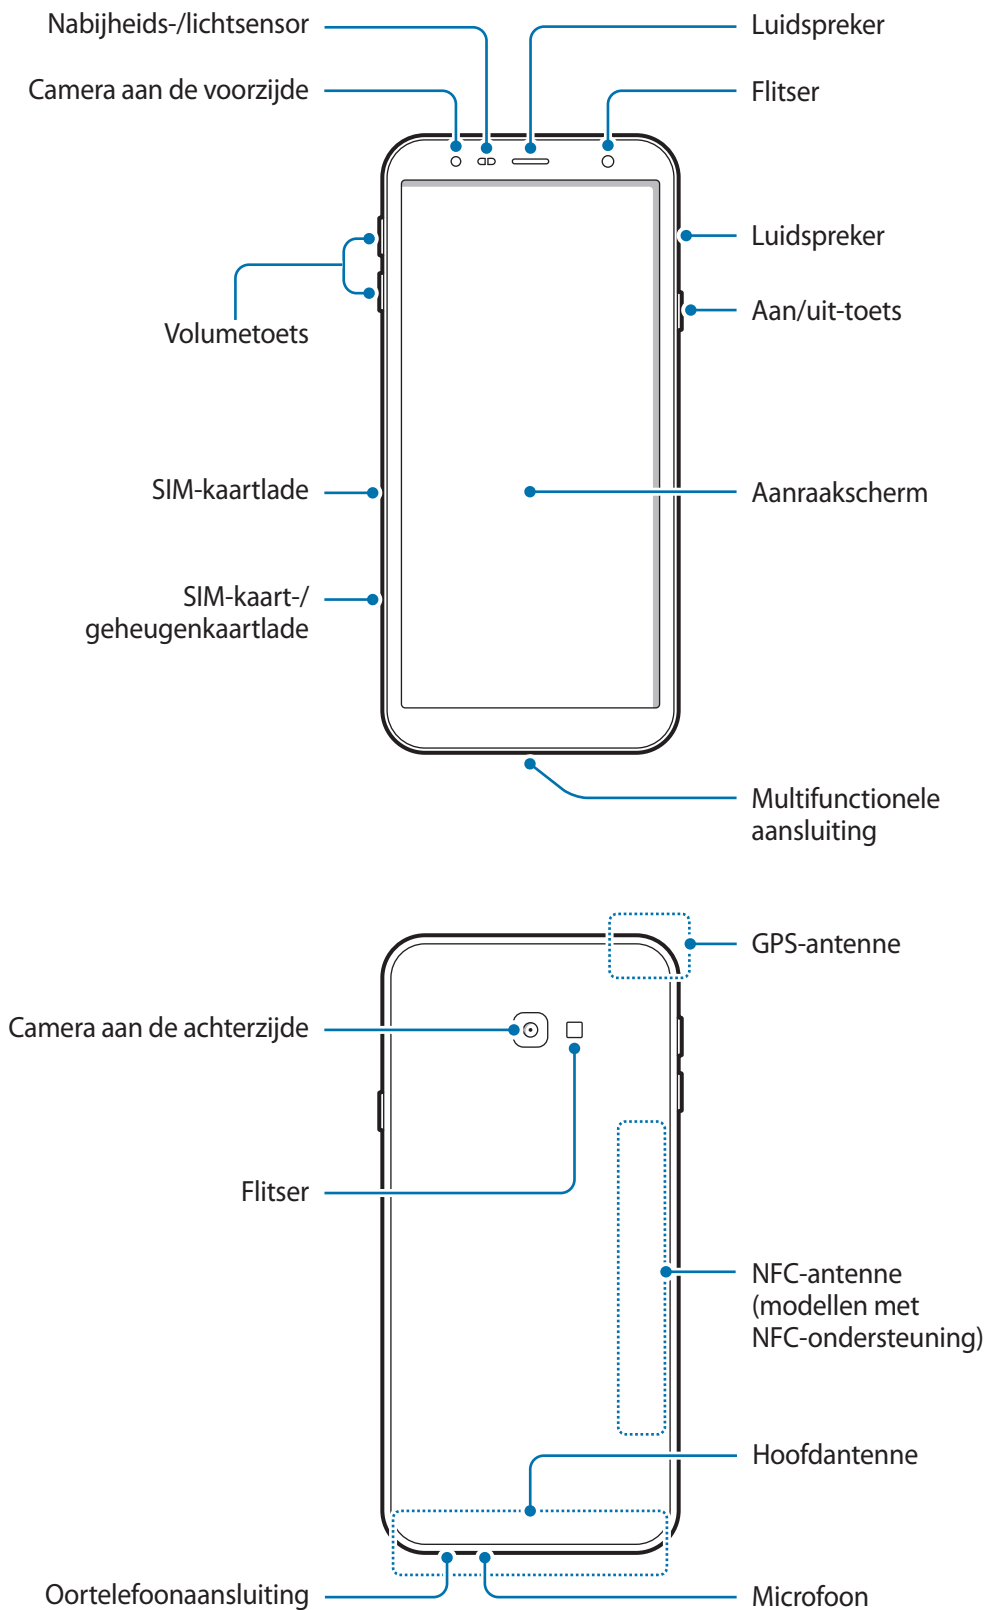 Nabijheids-/lichtsensor
Luidspreker
Camera aan de voorzijde
Flitser
Luidspreker
Aan/uit-toets
Volumetoets
SIM-kaartlade
Aanraakscherm
SIM-kaart-/
geheugenkaartlade
Multifunctionele
aansluiting
GPS-antenne
Camera aan de achterzijde
Flitser
NFC-antenne
(modellen met
NFC-ondersteuning)
Hoofdantenne
Oortelefoonaansluiting
Microfoon